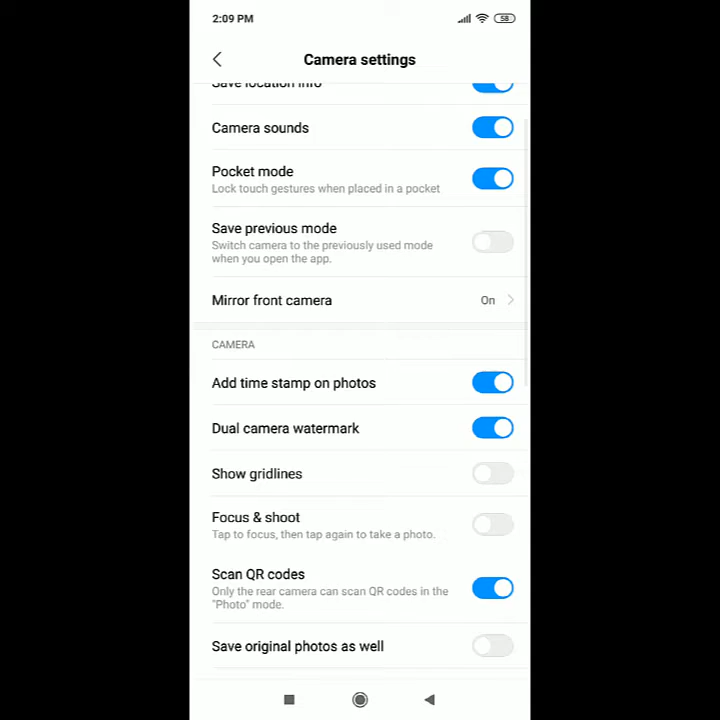 2:09 PM
58
Camera settings
Save location info
Camera sounds
Pocket mode
Lock touch gestures when placed in a pocket
Save previous mode
Switch camera to the previously used mode
when you open the app.
Mirror front camera
On
CAMERA
Add time stamp on photos
Dual camera watermark
Show gridlines
Focus & shoot
Tap to focus, then tap again to take a photo.
Scan QR codes
Only the rear camera can scan QR codes in the
"Photo" mode.
Save original photos as well